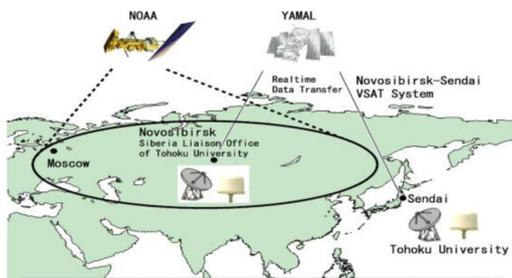 NOAA
YAMAL
Realtime
Data Transfer
Novosibirsk-Sendai
VSAT System
Novosibirsk
Siberia Liaison Office
of Tohoku University
Moscow
Sendai
Tohoku University